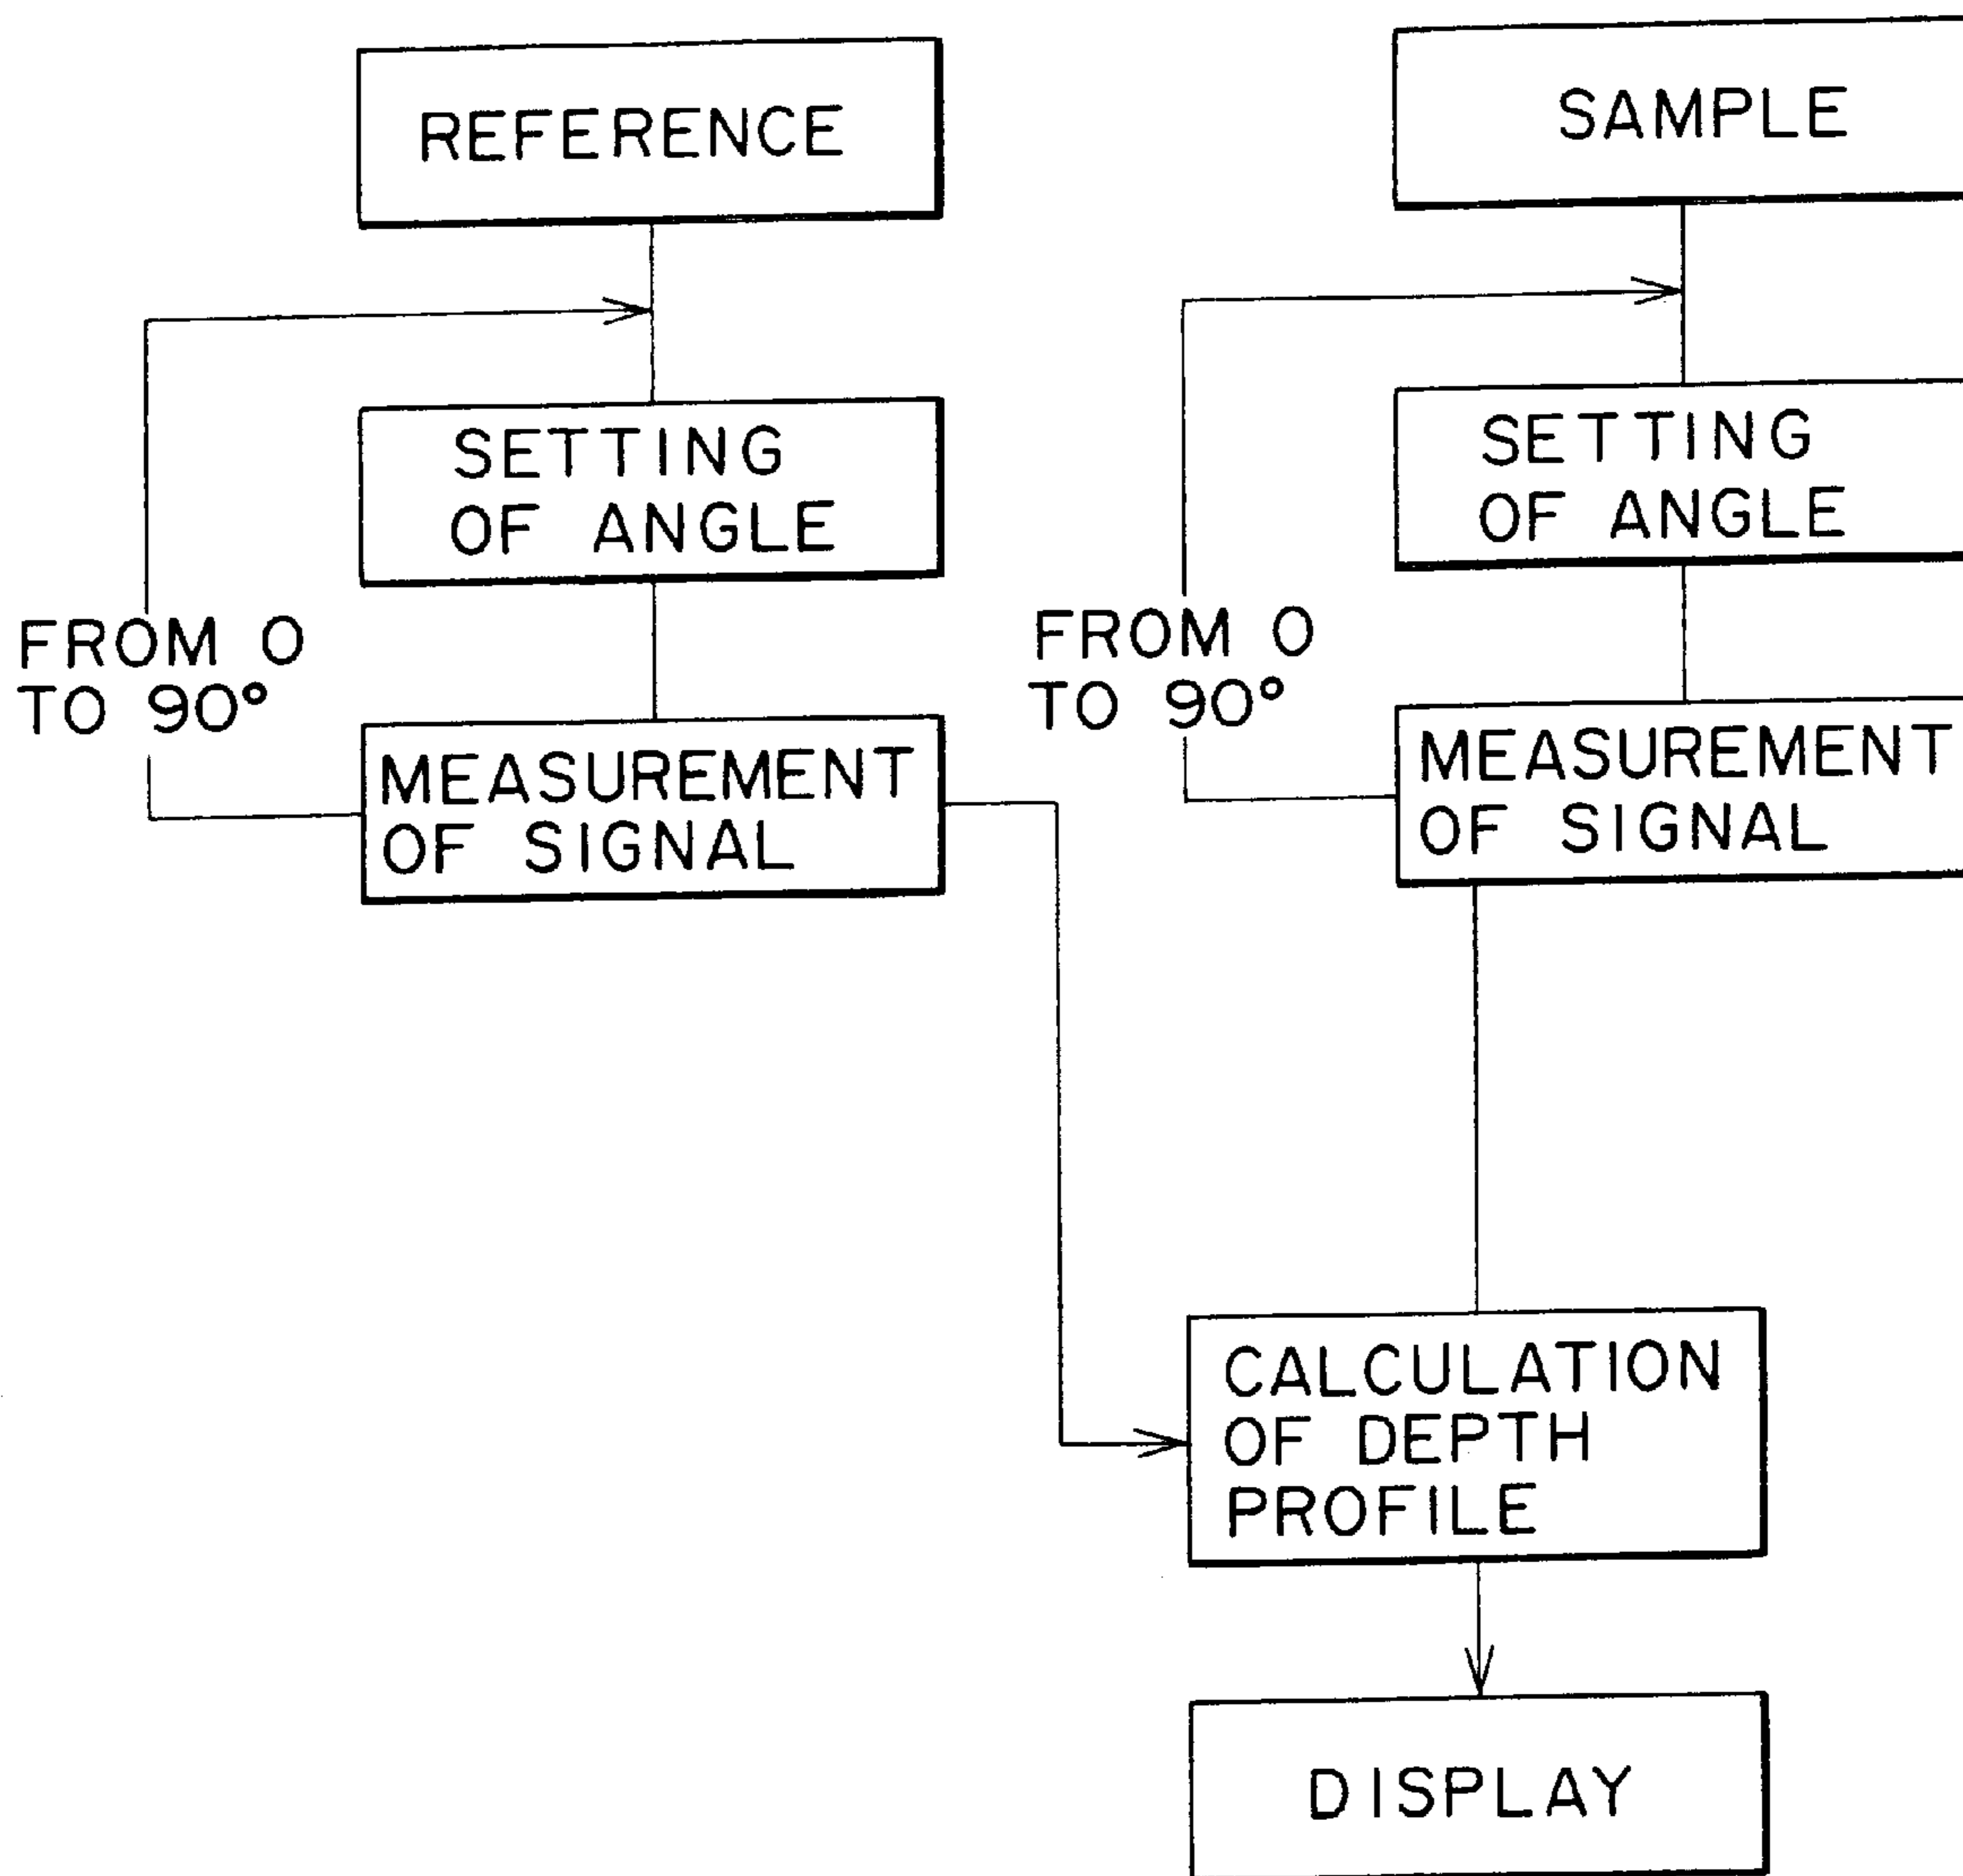 REFERENCE
SETTING
OF ANGLE
FROM 0
TO 90°
MEASUREMENT
OF SIGNAL
SAMPLE
SETTING
OF ANGLE
FROM 0
TO 90°
MEASUREMENT
OF SIGNAL
CALCULATION
OF DEPTH
PROFILE
DISPLAY